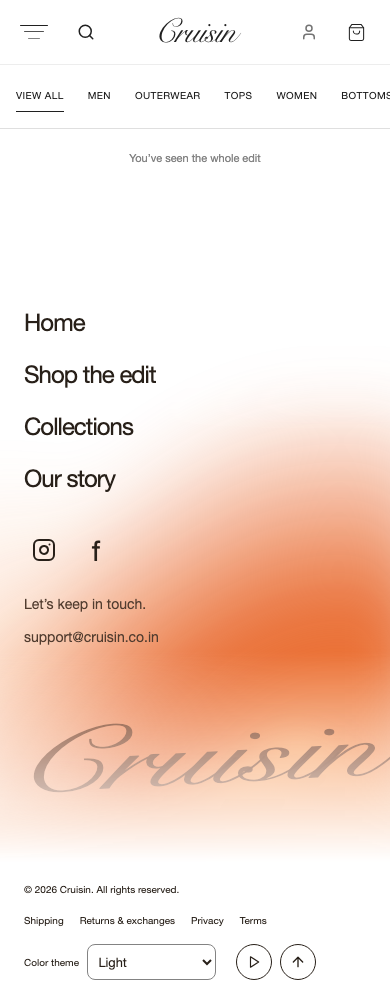 Cruisin
VIEW ALL MEN OUTERWEAR TOPS WOMEN BOTTOMS
You've seen the whole edit
Home
Shop the edit
Collections
Our story
f
Let's keep in touch.
support@cruisin.co.in
Cruisin
© 2026 Cruisin. All rights reserved.
Shipping Returns & exchanges Privacy Terms
Color theme Light